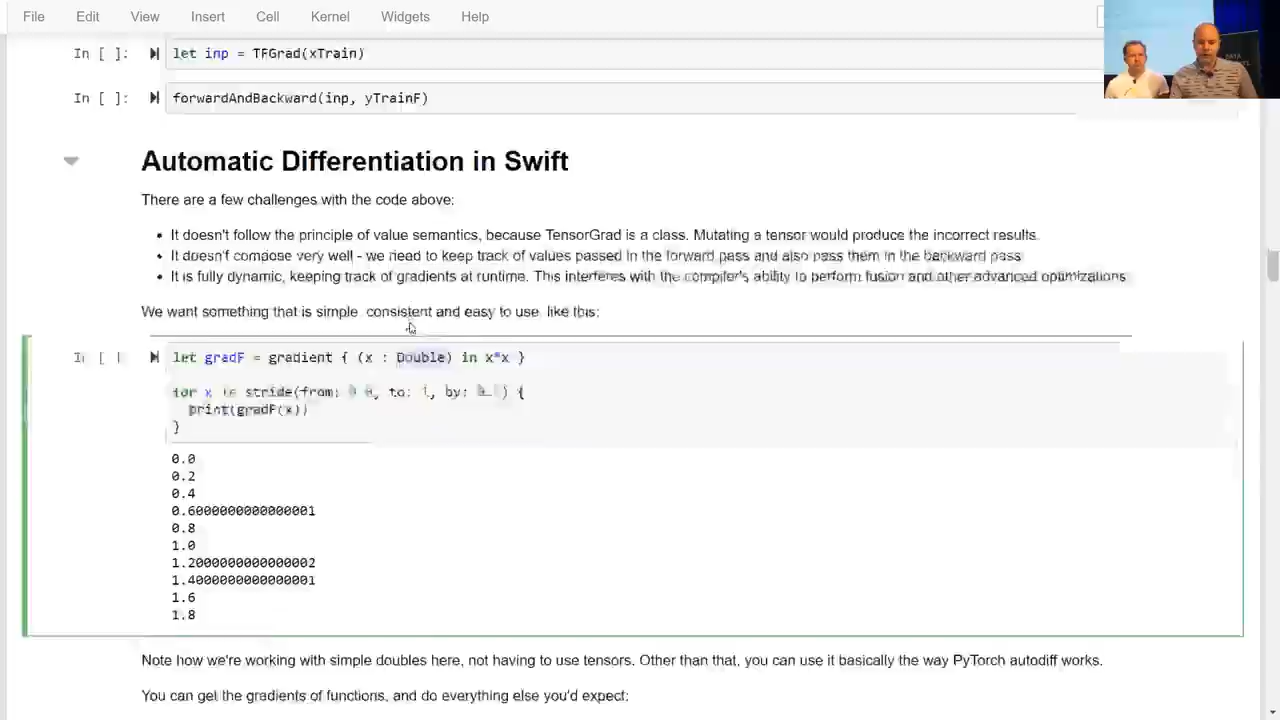 File Edit View Insert Cell Kernel Widgets Help
In [ ]: let inp = TFGrad(xTrain)
In [ ]: forwardAndBackward(inp, yTrainF)
Automatic Differentiation in Swift
There are a few challenges with the code above:
• It doesn't follow the principle of value semantics, because TensorGrad is a class. Mutating a tensor would produce the incorrect results.
• It doesn't compose very well - we need to keep track of values passed in the forward pass and also pass them in the backward pass
• It is fully dynamic, keeping track of gradients at runtime. This interferes with the compiler's ability to perform fusion and other advanced optimizations
We want something that is simple consistent and easy to use like this:
In [ ] let gradF = gradient { (x : Double) in x*x }
for x in stride(from: to: by: ) {
print(gradF(x))
}
0.0
0.2
0.4
0.6000000000000001
0.8
1.0
1.2000000000000002
1.4000000000000001
1.6
1.8
Note how we're working with simple doubles here, not having to use tensors. Other than that, you can use it basically the way PyTorch autodiff works.
You can get the gradients of functions, and do everything else you'd expect: